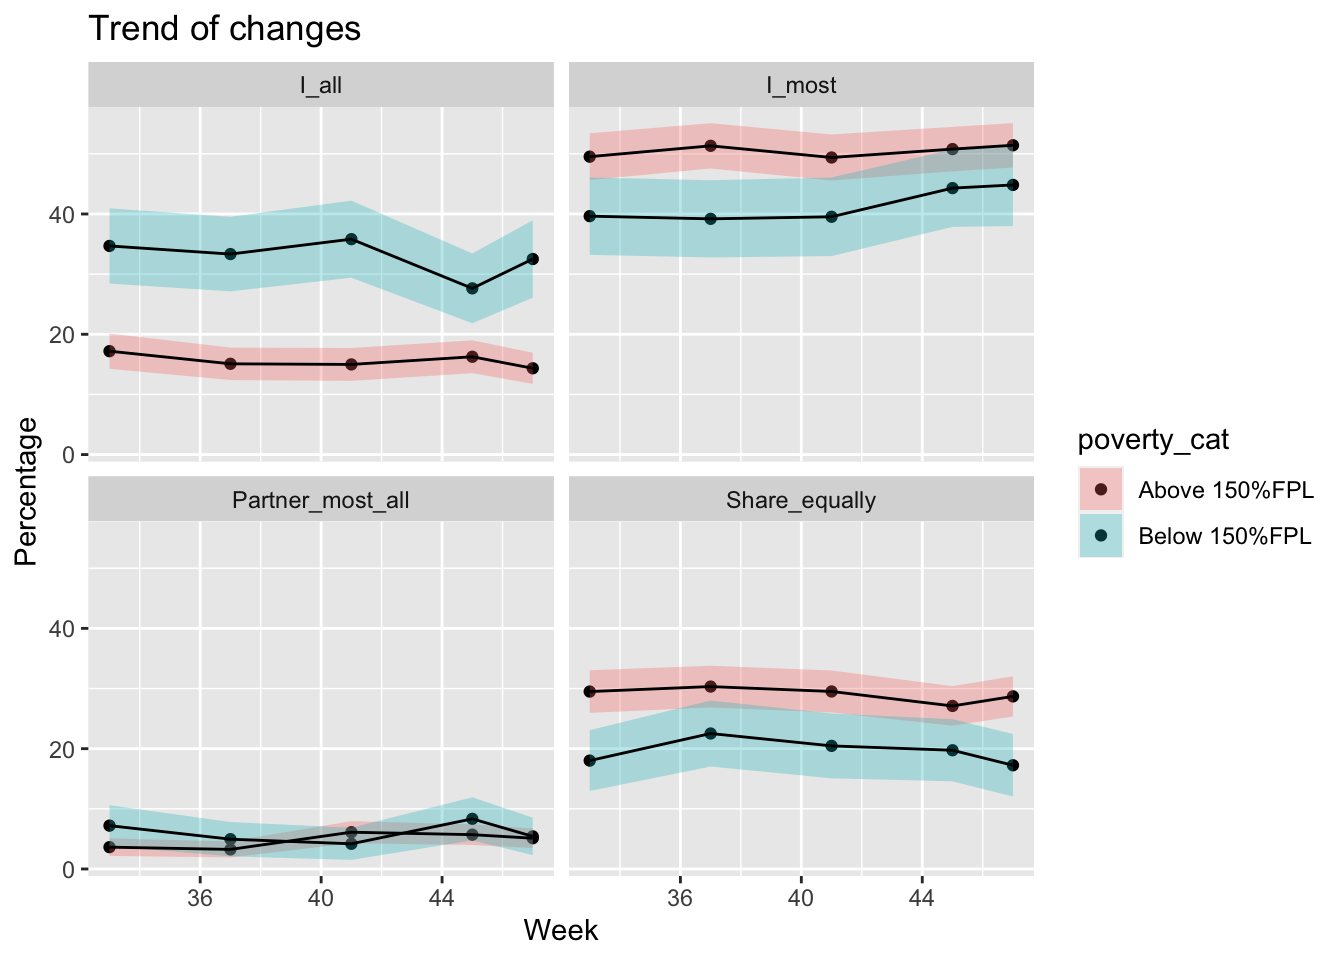 Trend of changes
I_all
I_most
40
20
0
Percentage
Partner_most_all
Share_equally
40
20
0
36
40
44
36
40
44
Week
poverty_cat
Above 150%FPL
Below 150%FPL